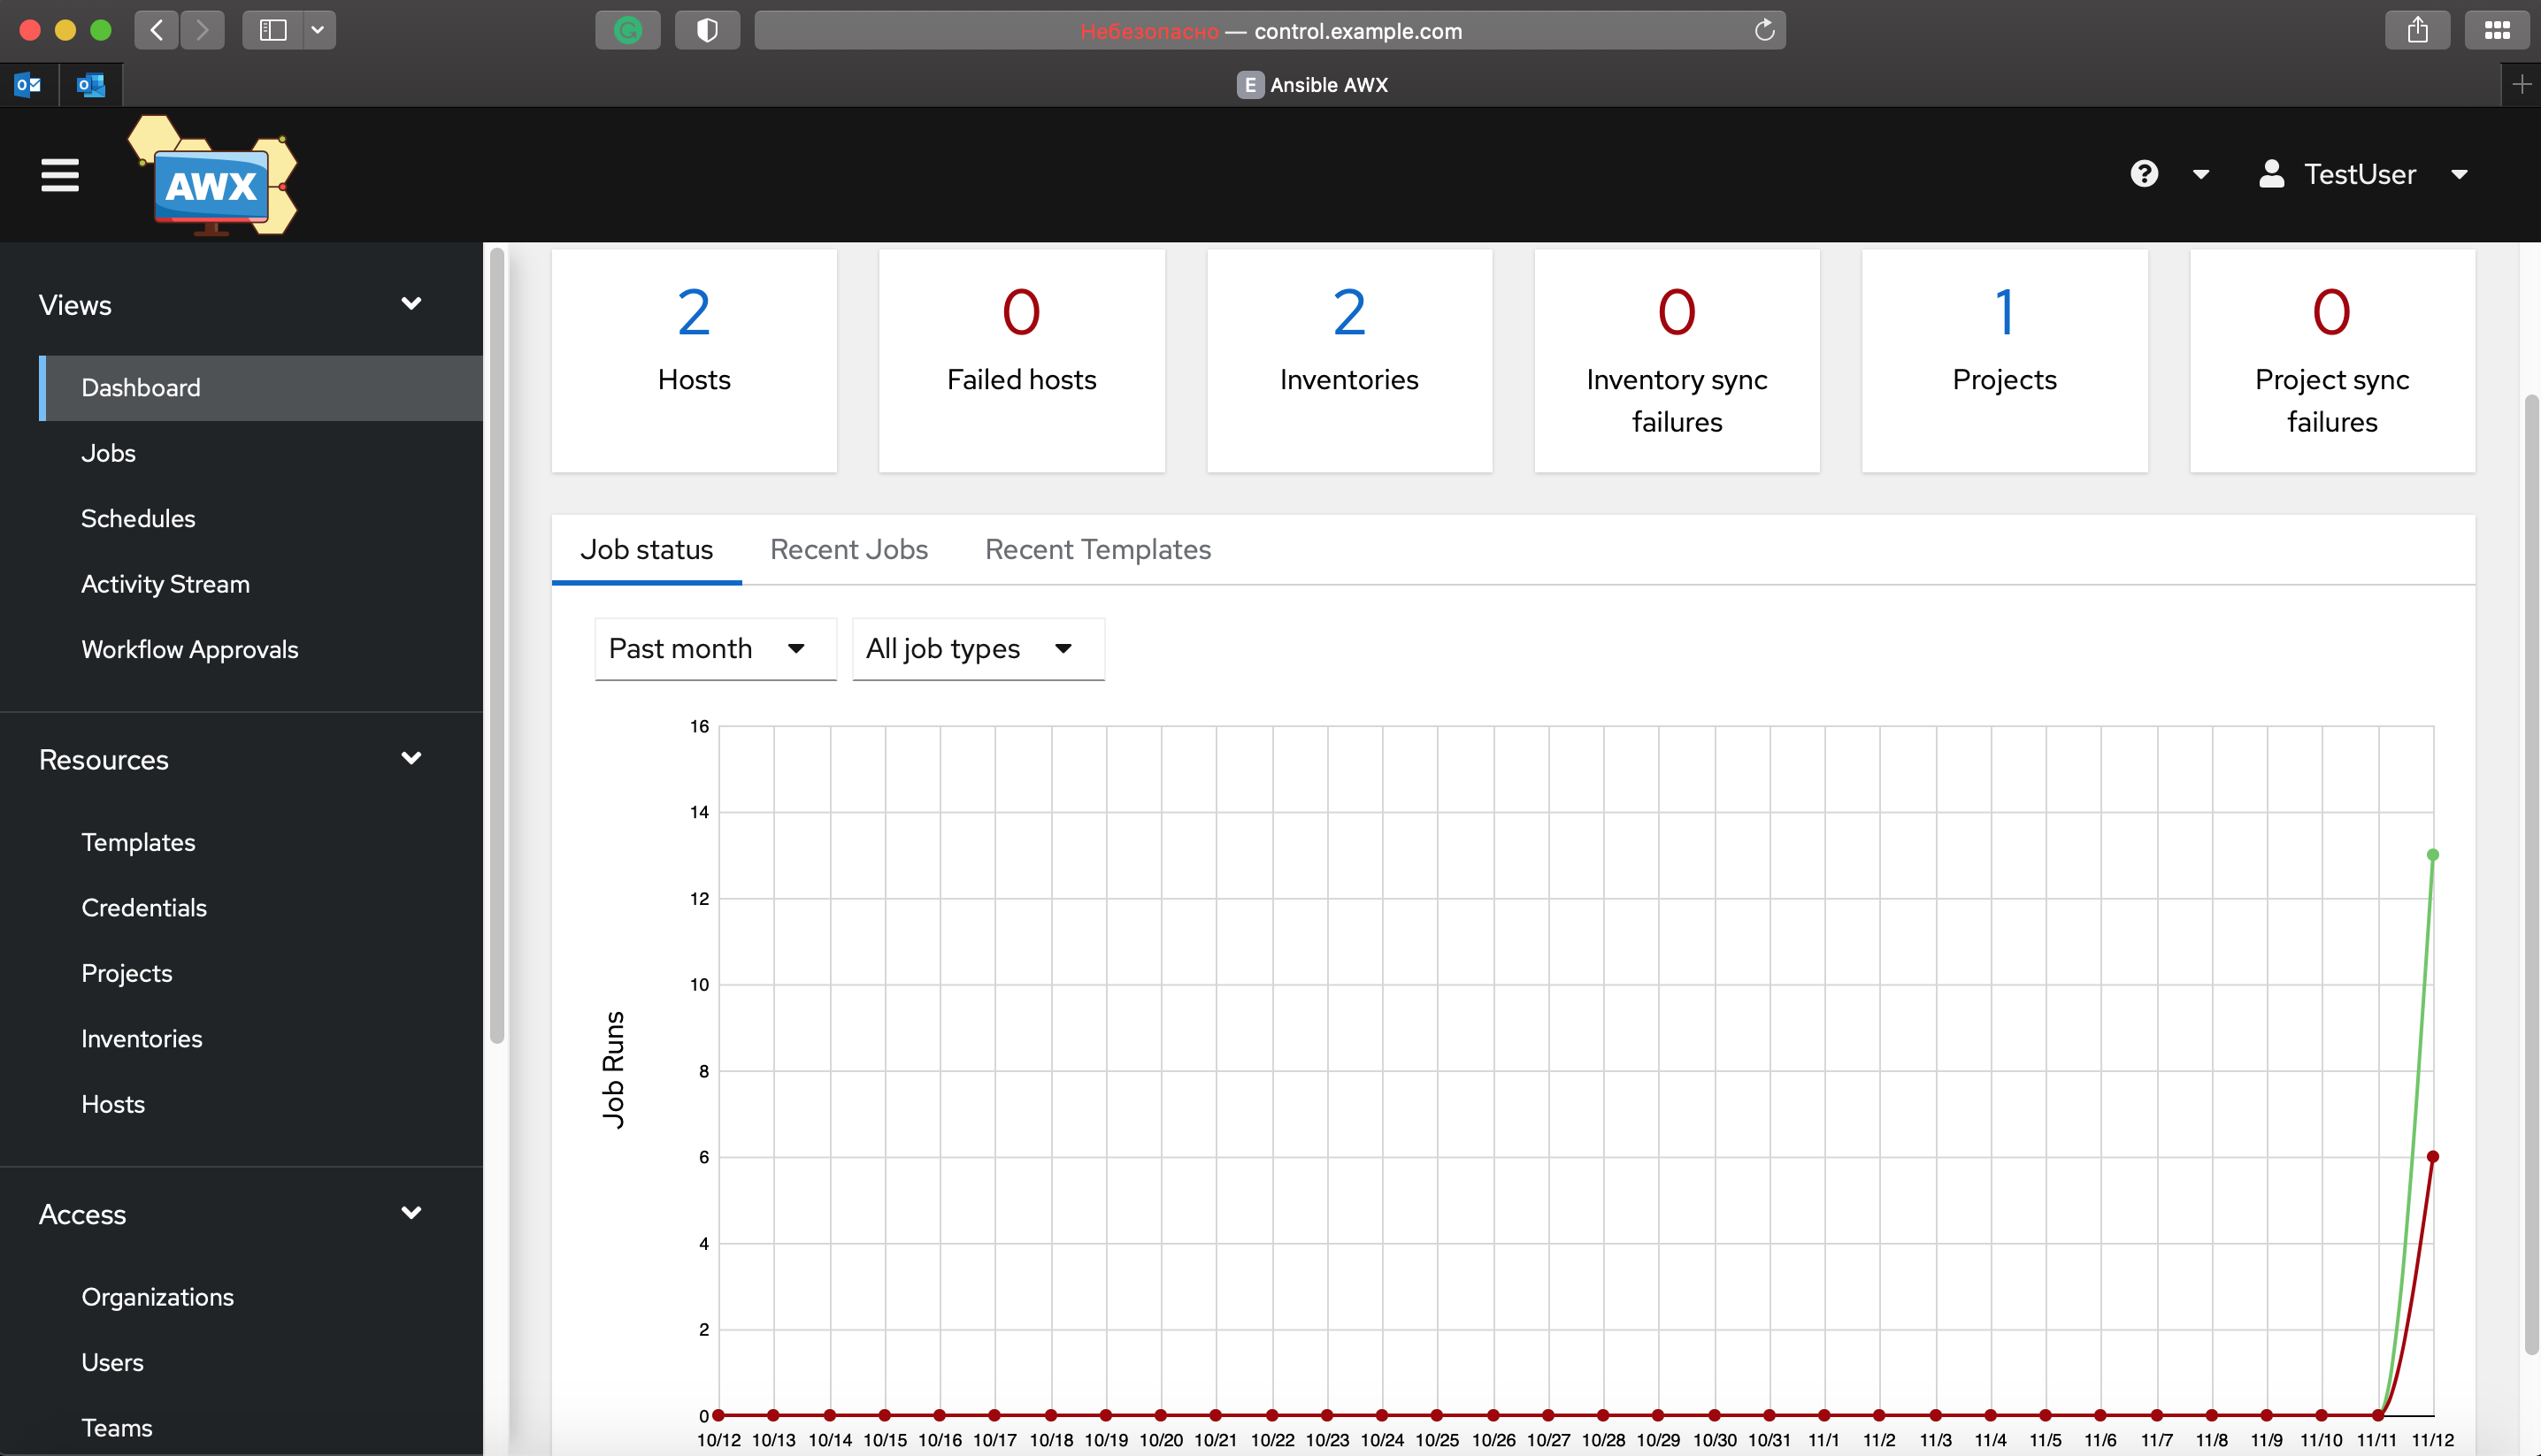 Небезопасно — control.example.com
E Ansible AWX
AWX
TestUser
Views
Dashboard
Jobs
Schedules
Activity Stream
Workflow Approvals
Resources
Templates
Credentials
Projects
Inventories
Hosts
Access
Organizations
Users
Teams
2 0 2 0 1 0
Hosts Failed hosts Inventories Inventory sync failures Projects Project sync failures
Job status Recent Jobs Recent Templates
Past month All job types
Job Runs
16
14
12
10
8
6
4
2
0
10/12 10/13 10/14 10/15 10/16 10/17 10/18 10/19 10/20 10/21 10/22 10/23 10/24 10/25 10/26 10/27 10/28 10/29 10/30 10/31 11/1 11/2 11/3 11/4 11/5 11/6 11/7 11/8 11/9 11/10 11/11 11/12